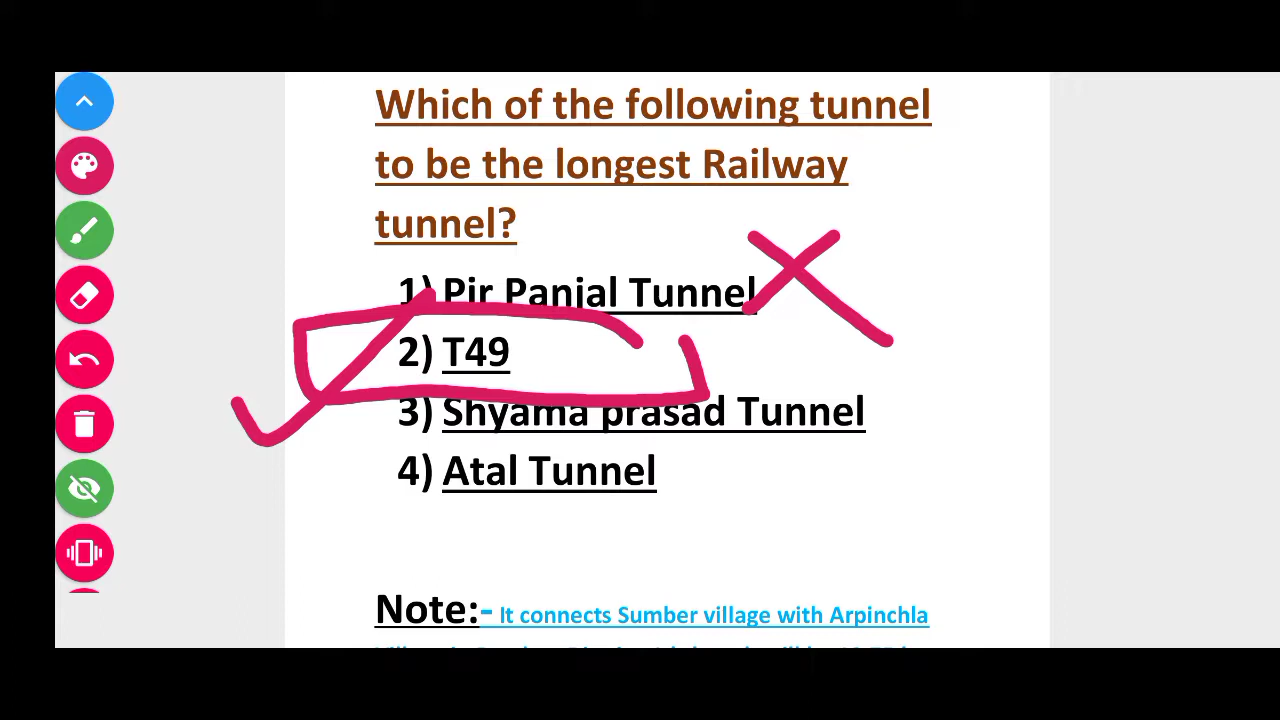 Which of the following tunnel
to be the longest Railway
tunnel?
1) Pir Panjal Tunnel
2) T49
3) Shyama prasad Tunnel
4) Atal Tunnel
Note:- It connects Sumber village with Arpinchla